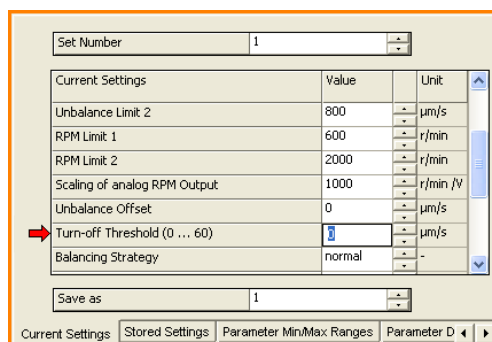 Set Number 1
Current Settings Value Unit
Unbalance Limit 2 800 µm/s
RPM Limit 1 600 r/min
RPM Limit 2 2000 r/min
Scaling of analog RPM Output 1000 r/min /V
Unbalance Offset 0 µm/s
Turn-off Threshold (0 ... 60) 0 µm/s
Balancing Strategy normal -
Save as 1
Current Settings Stored Settings Parameter Min/Max Ranges Parameter D